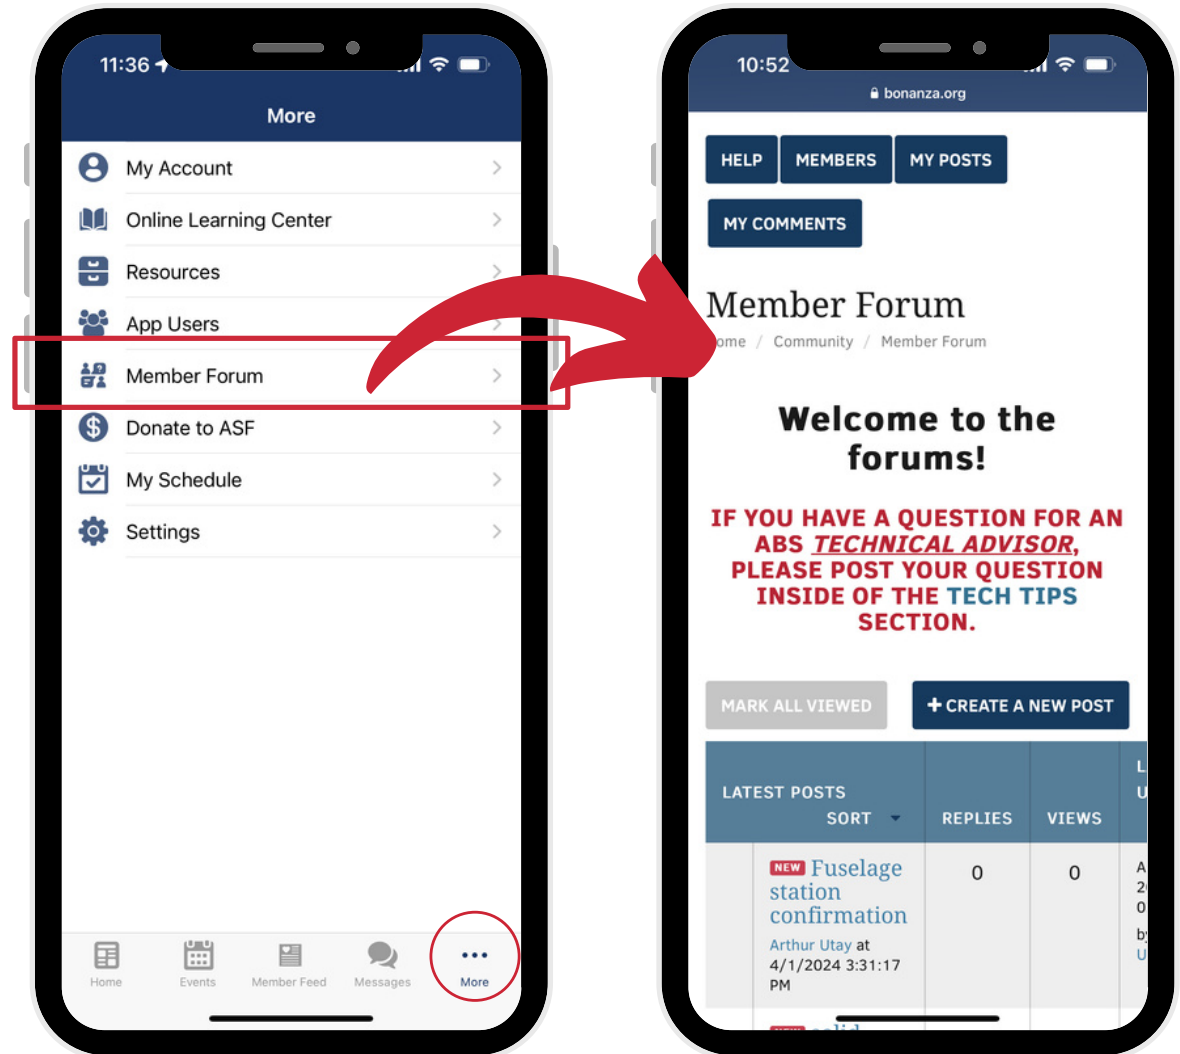 11:36
More
My Account
Online Learning Center
Resources
App Users
Member Forum
Donate to ASF
My Schedule
Settings
Home
Events
Member Feed
Messages
More
10:52
bonanza.org
HELP
MEMBERS
MY POSTS
MY COMMENTS
Member Forum
ome / Community / Member Forum
Welcome to the
forums!
IF YOU HAVE A QUESTION FOR AN
ABS TECHNICAL ADVISOR,
PLEASE POST YOUR QUESTION
INSIDE OF THE TECH TIPS
SECTION.
MARK ALL VIEWED
+ CREATE A NEW POST
LATEST POSTS
SORT
REPLIES
VIEWS
L
U
NEW Fuselage
station
confirmation
Arthur Utay at
4/1/2024 3:31:17
PM
0
0
A
2
0
b
U